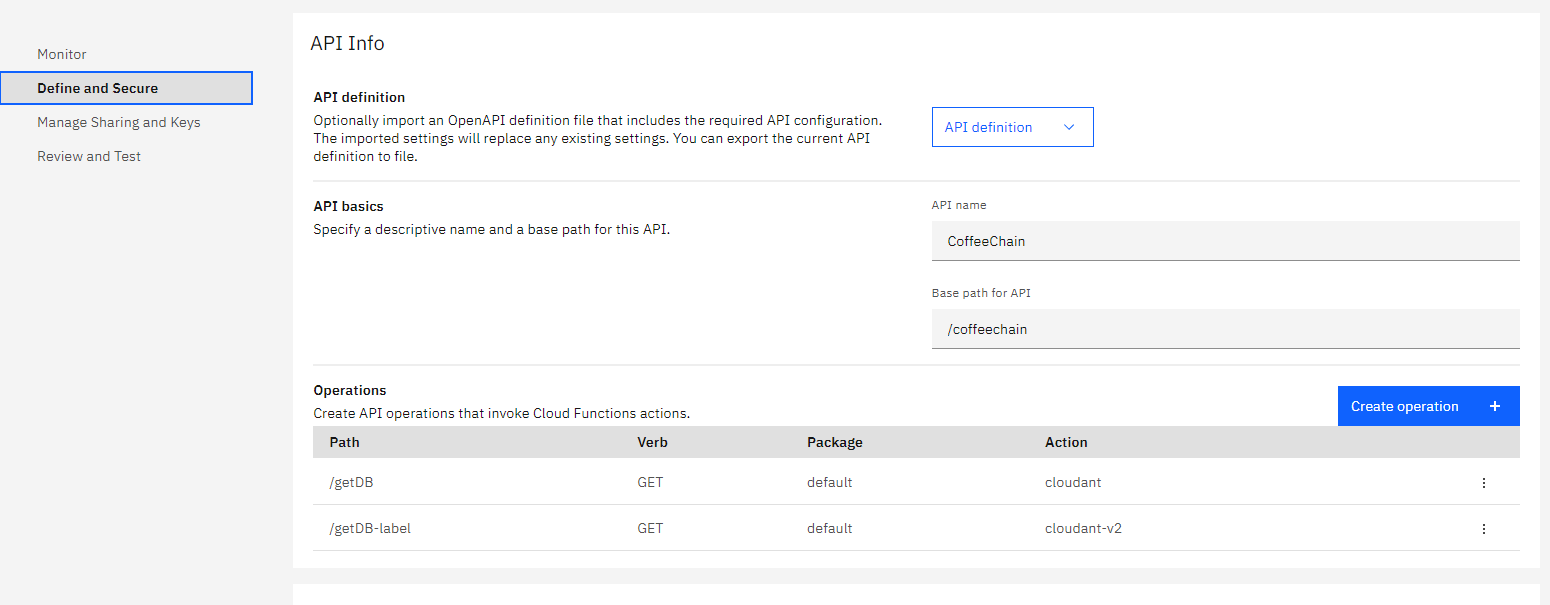 Monitor
Define and Secure
Manage Sharing and Keys
Review and Test
API Info
API definition
Optionally import an OpenAPI definition file that includes the required API configuration.
The imported settings will replace any existing settings. You can export the current API
definition to file.
API definition
API basics
Specify a descriptive name and a base path for this API.
API name
CoffeeChain
Base path for API
/coffeechain
Operations
Create API operations that invoke Cloud Functions actions.
Create operation +
Path Verb Package Action
/getDB GET default cloudant
/getDB-label GET default cloudant-v2